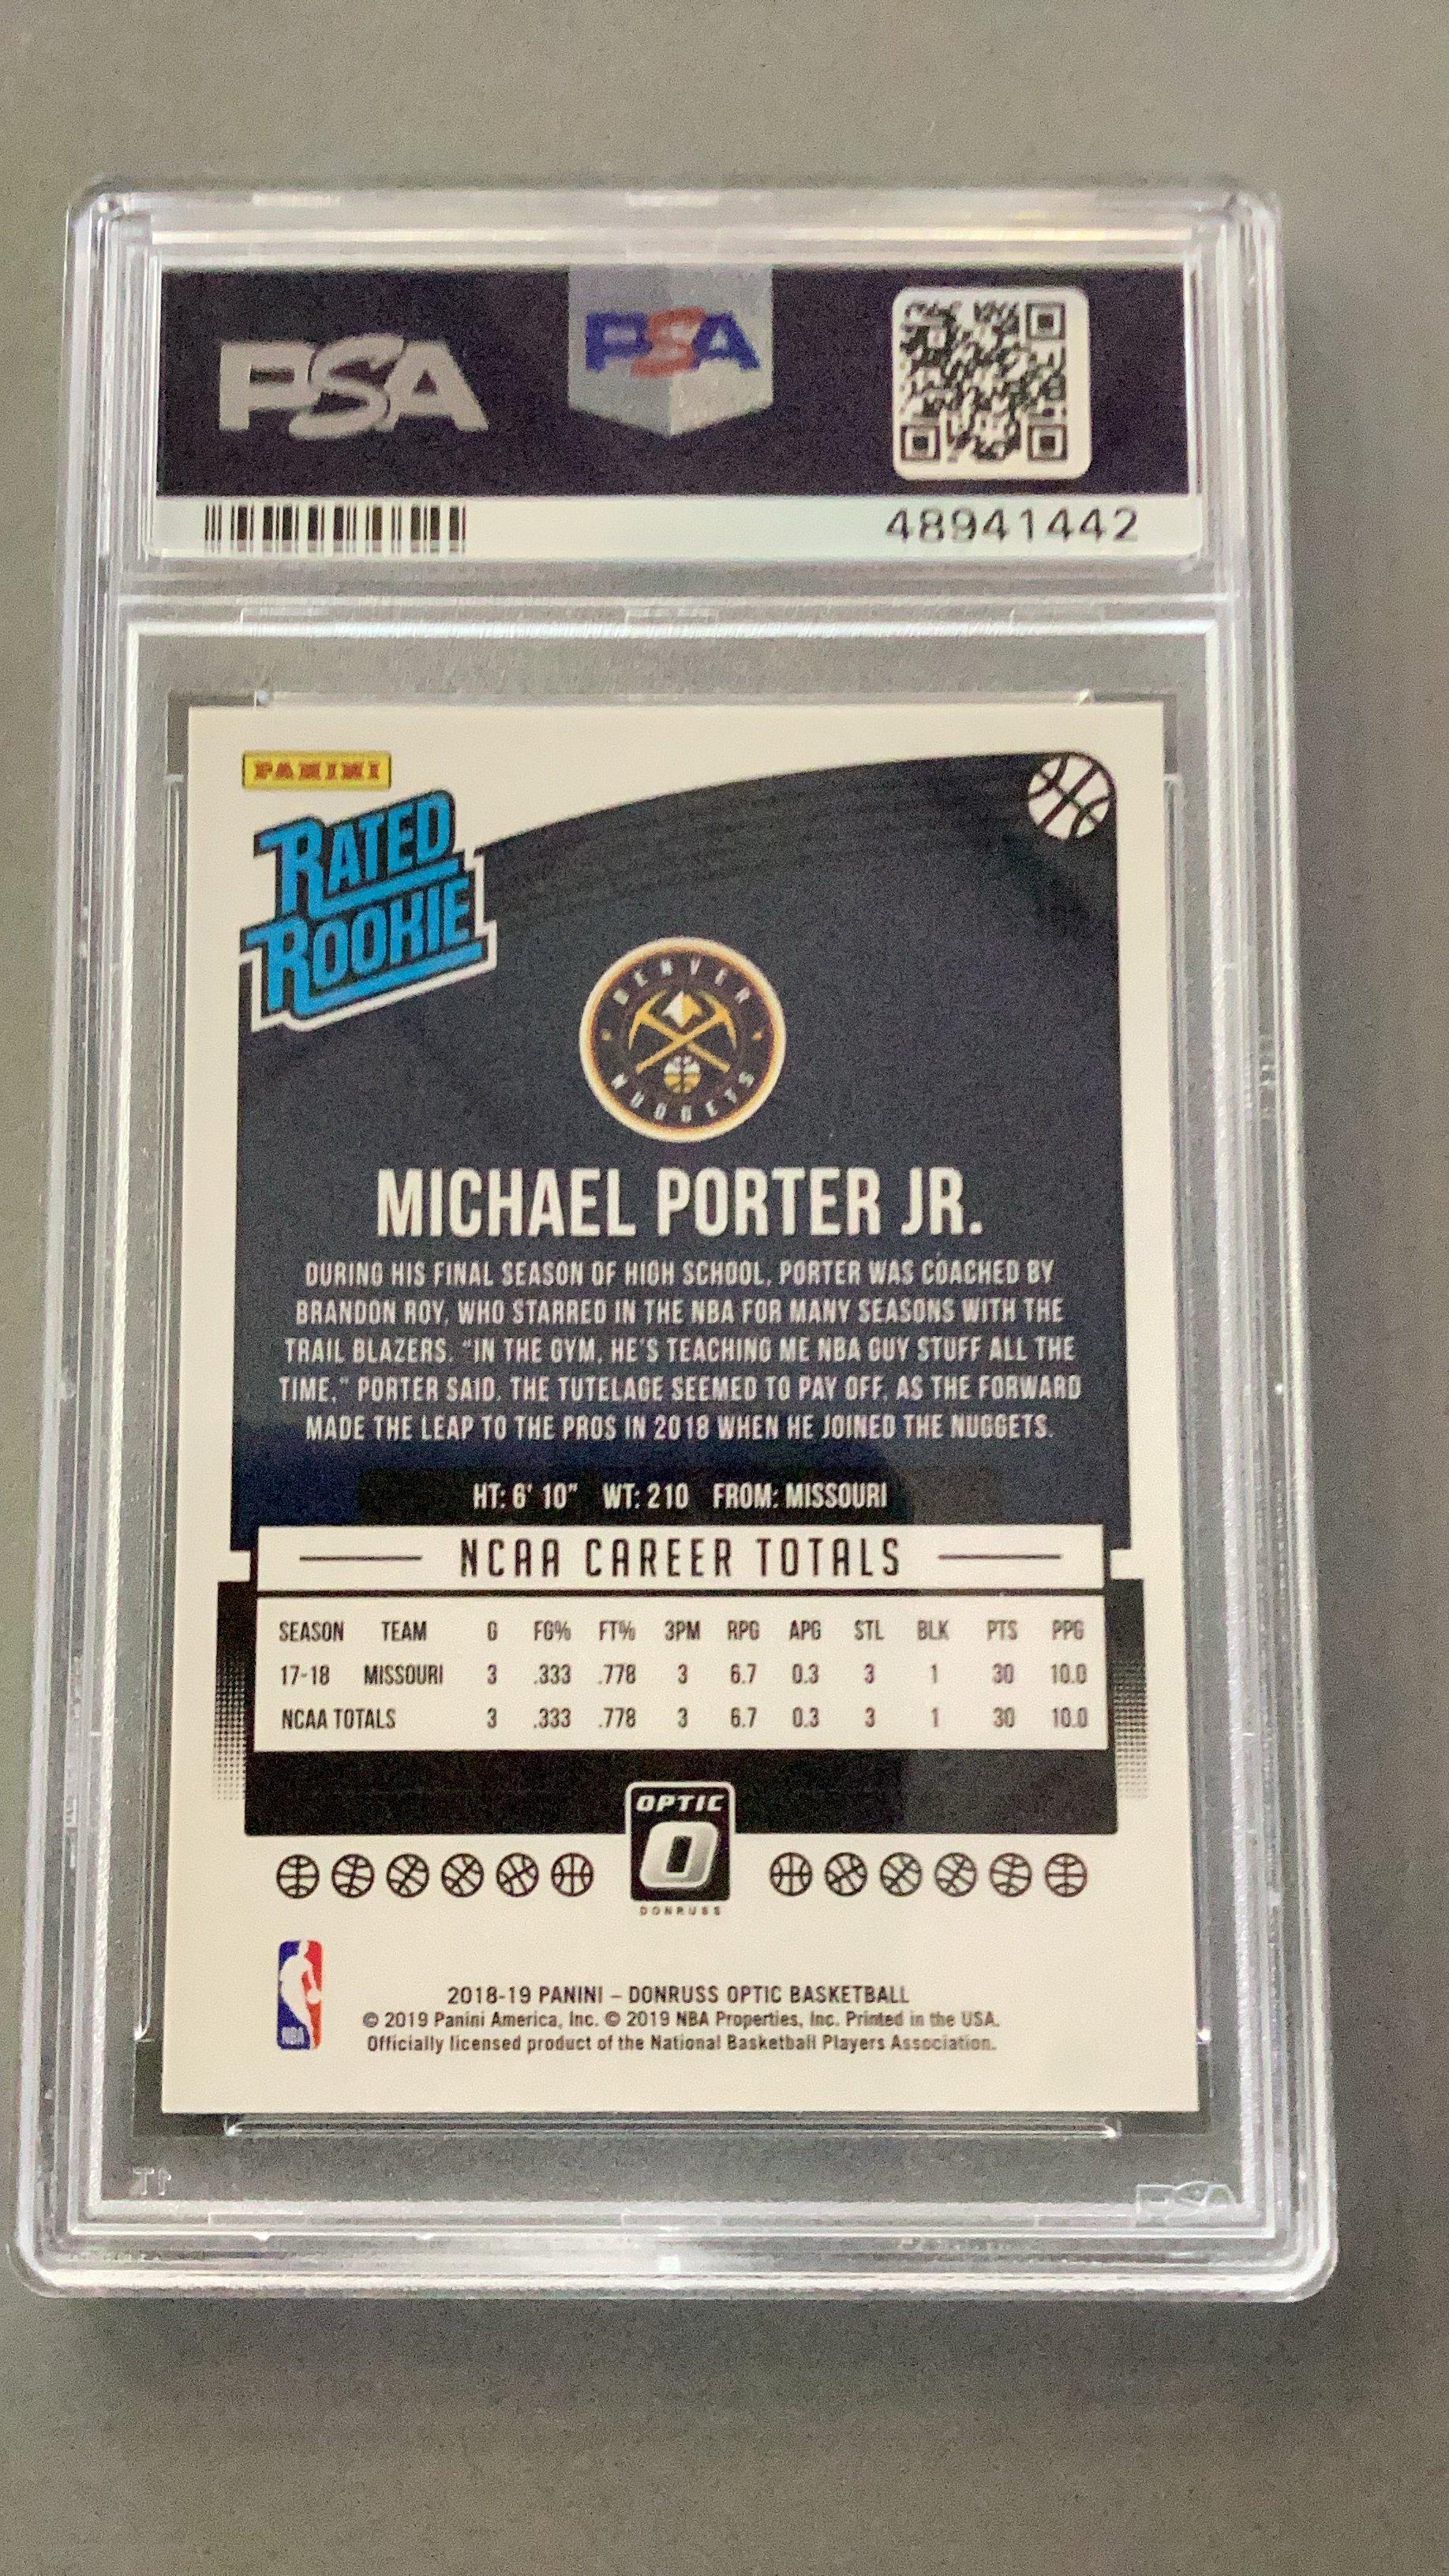 PSA PSA
48941442
PANINI
RATED
ROOKIE
DENVER
NUGGETS
MICHAEL PORTER JR.
DURING HIS FINAL SEASON OF HIGH SCHOOL, PORTER WAS COACHED BY
BRANDON ROY, WHO STARRED IN THE NBA FOR MANY SEASONS WITH THE
TRAIL BLAZERS. "IN THE GYM, HE'S TEACHING ME NBA GUY STUFF ALL THE
TIME," PORTER SAID. THE TUTELAGE SEEMED TO PAY OFF, AS THE FORWARD
MADE THE LEAP TO THE PROS IN 2018 WHEN HE JOINED THE NUGGETS.
HT: 6' 10" WT: 210 FROM: MISSOURI
NCAA CAREER TOTALS
SEASON TEAM G FG% FT% 3PM RPG APG STL BLK PTS PPG
17-18 MISSOURI 3 .333 .778 3 6.7 0.3 3 1 30 10.0
NCAA TOTALS 3 .333 .778 3 6.7 0.3 3 1 30 10.0
OPTIC
O
DONRUSS
NBA
2018-19 PANINI – DONRUSS OPTIC BASKETBALL
© 2019 Panini America, Inc. © 2019 NBA Properties, Inc. Printed in the USA.
Officially licensed product of the National Basketball Players Association.
PSA